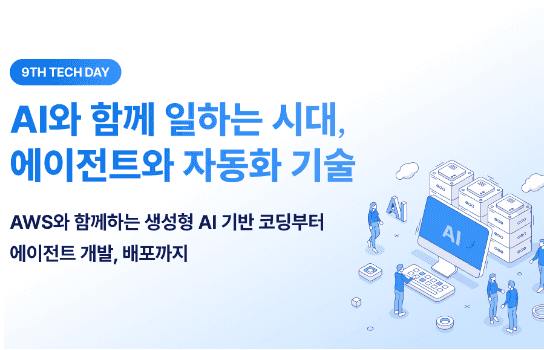 9TH TECH DAY
AI와 함께 일하는 시대,
에이전트와 자동화 기술
AWS와 함께하는 생성형 AI 기반 코딩부터
에이전트 개발, 배포까지
AI
AI